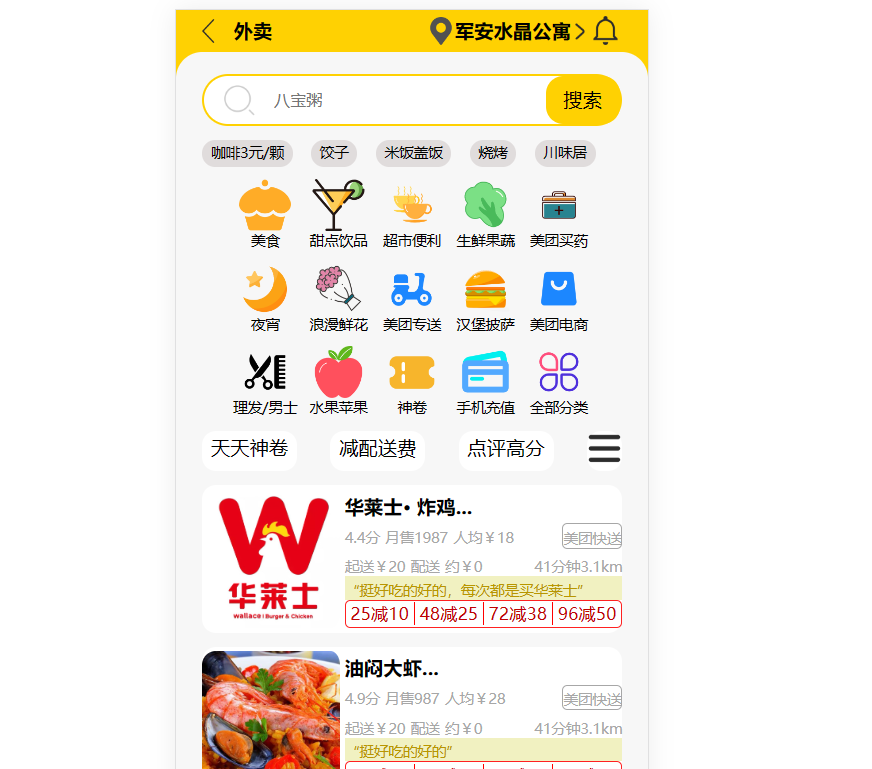 外卖 军安水晶公寓
八宝粥 搜索
咖啡3元/颗 饺子 米饭盖饭 烧烤 川味居
美食 甜点饮品 超市便利 生鲜果蔬 美团买药
夜宵 浪漫鲜花 美团专送 汉堡披萨 美团电商
理发/男士 水果苹果 神卷 手机充值 全部分类
天天神卷 减配送费 点评高分
华莱士
Wallace | Burger & Chicken
华莱士• 炸鸡...
4.4分 月售1987 人均￥18 美团快送
起送￥20 配送 约￥0 41分钟3.1km
“挺好吃的好的，每次都是买华莱士”
25减10 48减25 72减38 96减50
油闷大虾...
4.9分 月售987 人均￥28 美团快送
起送￥20 配送 约￥0 41分钟3.1km
“挺好吃的好的”